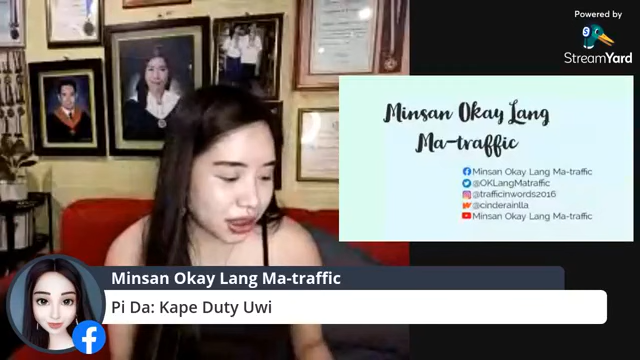 Powered by
StreamYard
Minsan Okay Lang
Ma-traffic
Minsan Okay Lang Ma-traffic
@OKLangMatraffic
@trafficinwords2016
@cinderainlla
Minsan Okay Lang Ma-traffic
Minsan Okay Lang Ma-traffic
Pi Da: Kape Duty Uwi